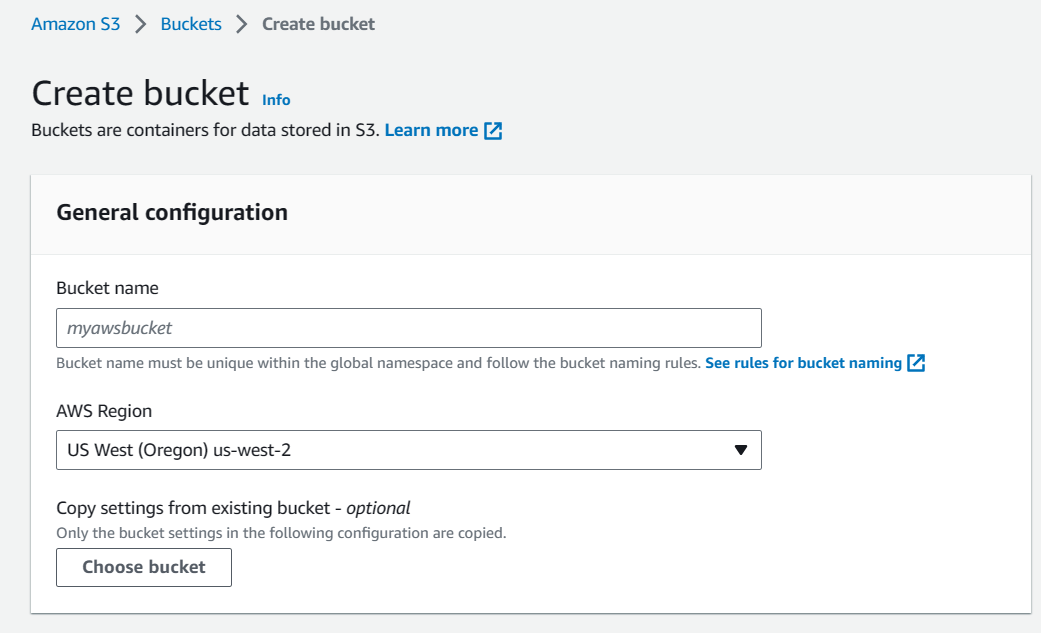 Amazon S3 > Buckets > Create bucket
Create bucket Info
Buckets are containers for data stored in S3. Learn more
General configuration
Bucket name
myawsbucket
Bucket name must be unique within the global namespace and follow the bucket naming rules. See rules for bucket naming
AWS Region
US West (Oregon) us-west-2
Copy settings from existing bucket - optional
Only the bucket settings in the following configuration are copied.
Choose bucket